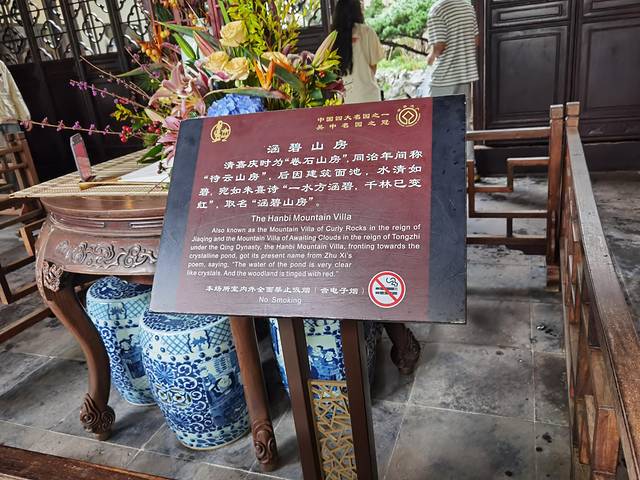 中国四大名园之一
吴中名园之冠
涵碧山房
清嘉庆时为“卷石山房”,同治年间称
“待云山房”,后因建筑面池,水清如
碧,宛如朱熹诗“一水方涵碧,千林已变
红”,取名“涵碧山房”。
The Hanbi Mountain Villa
Also known as the Mountain Villa of Curly Rocks in the reign of
Jiaqing and the Mountain Villa of Awaiting Clouds in the reign of Tongzhi
under the Qing Dynasty, the Hanbi Mountain Villa, fronting towards the
crystalline pond, got its present name from Zhu Xi's
poem, saying, "The water of the pond is very clear
like crystals. And the woodland is tinged with red."
本场所室内外全面禁止吸烟(含电子烟)
No Smoking